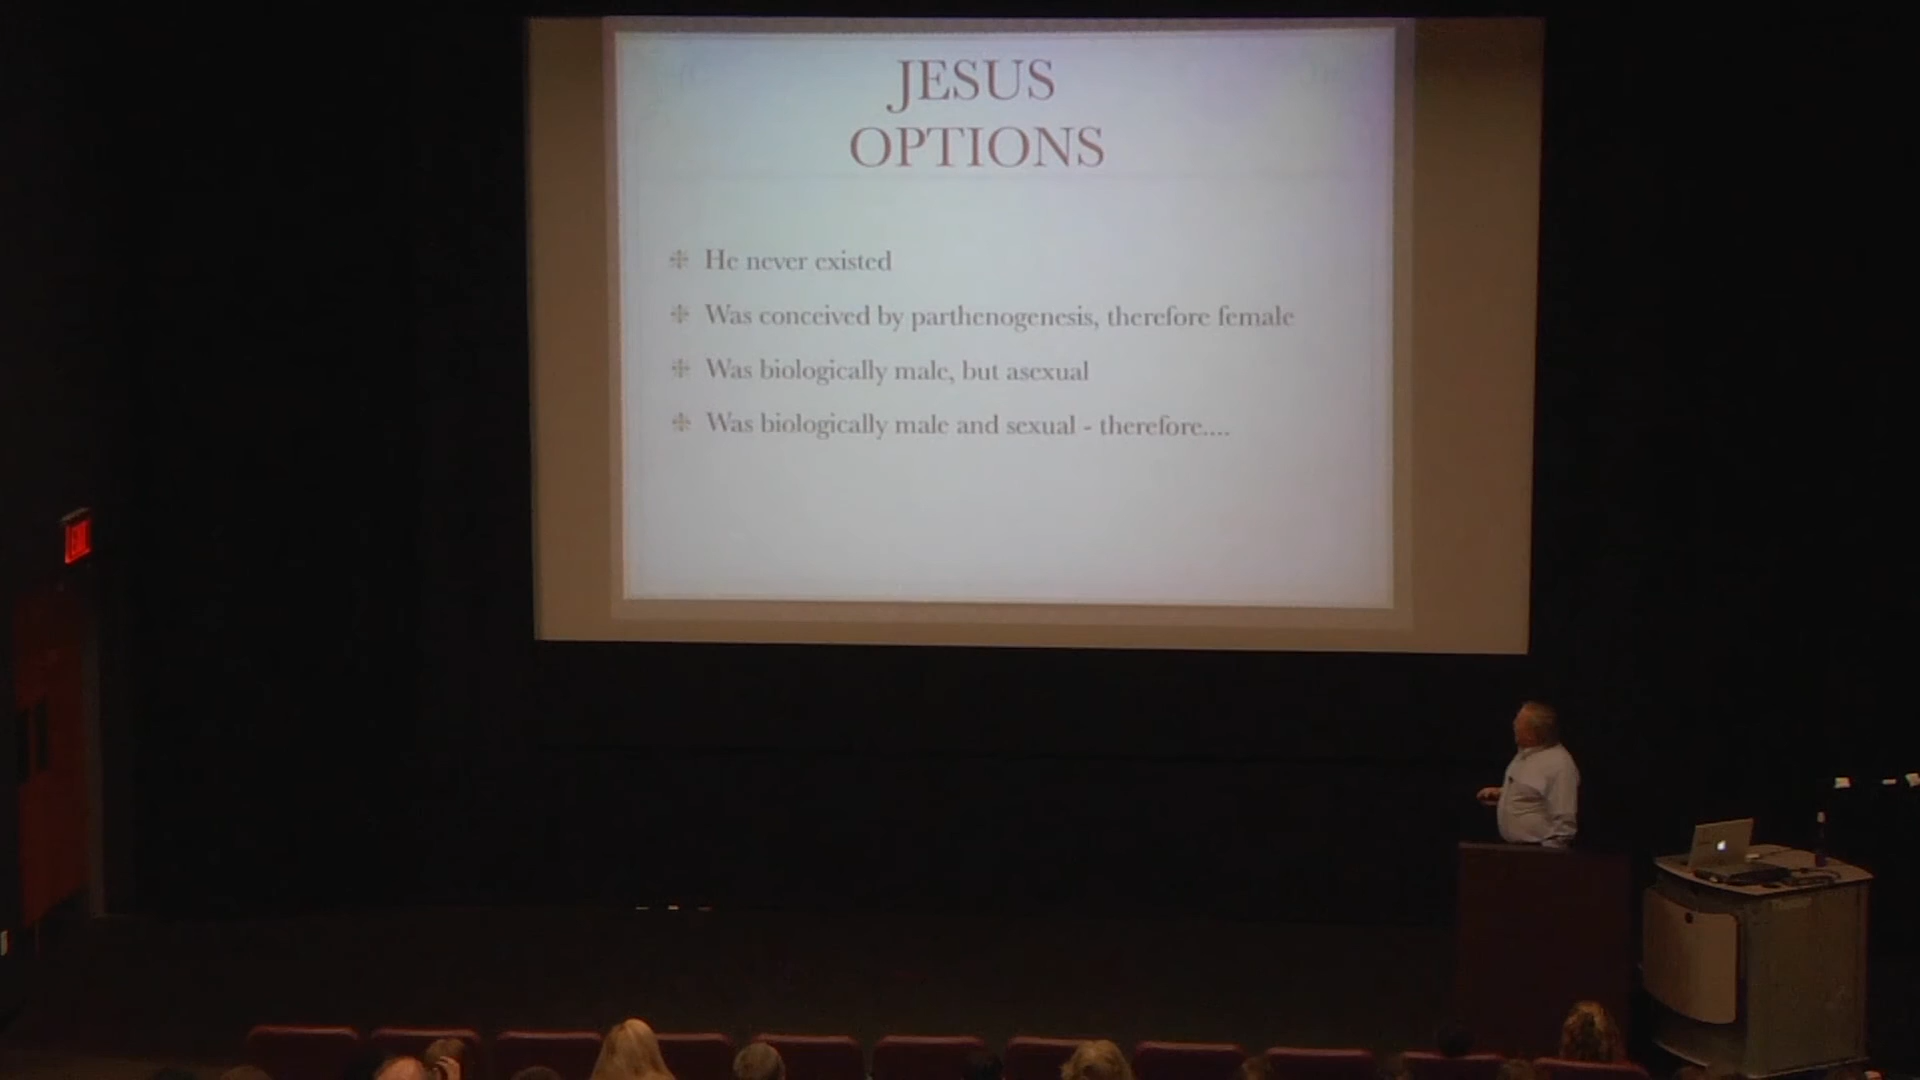 JESUS
OPTIONS
He never existed
Was conceived by parthenogenesis, therefore female
Was biologically male, but asexual
Was biologically male and sexual - therefore....
EXIT